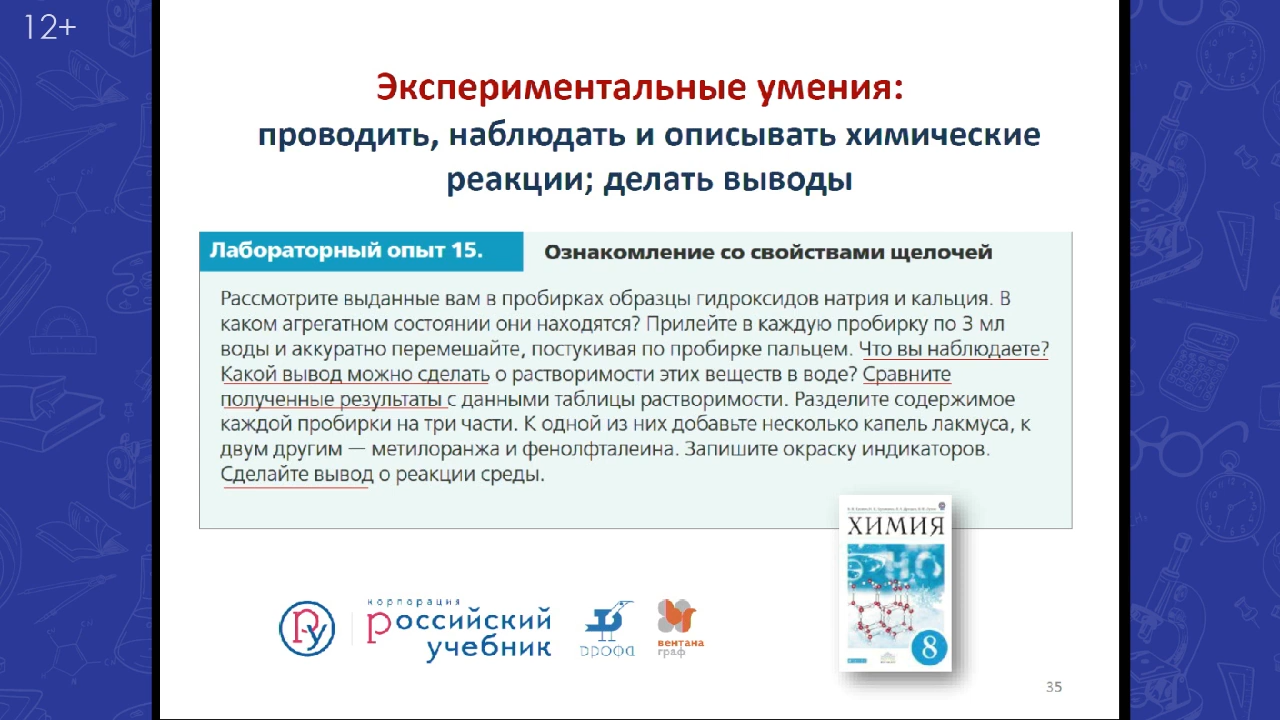 12+
Экспериментальные умения:
проводить, наблюдать и описывать химические
реакции; делать выводы
Лабораторный опыт 15.
Ознакомление со свойствами щелочей
Рассмотрите выданные вам в пробирках образцы гидроксидов натрия и кальция. В
каком агрегатном состоянии они находятся? Прилейте в каждую пробирку по 3 мл
воды и аккуратно перемешайте, постукивая по пробирке пальцем. Что вы наблюдаете?
Какой вывод можно сделать о растворимости этих веществ в воде? Сравните
полученные результаты с данными таблицы растворимости. Разделите содержимое
каждой пробирки на три части. К одной из них добавьте несколько капель лакмуса, к
двум другим — метилоранжа и фенолфталеина. Запишите окраску индикаторов.
Сделайте вывод о реакции среды.
ХИМИЯ
8
Ру
корпорация
российский
учебник
дрофа
вентана
граф
35